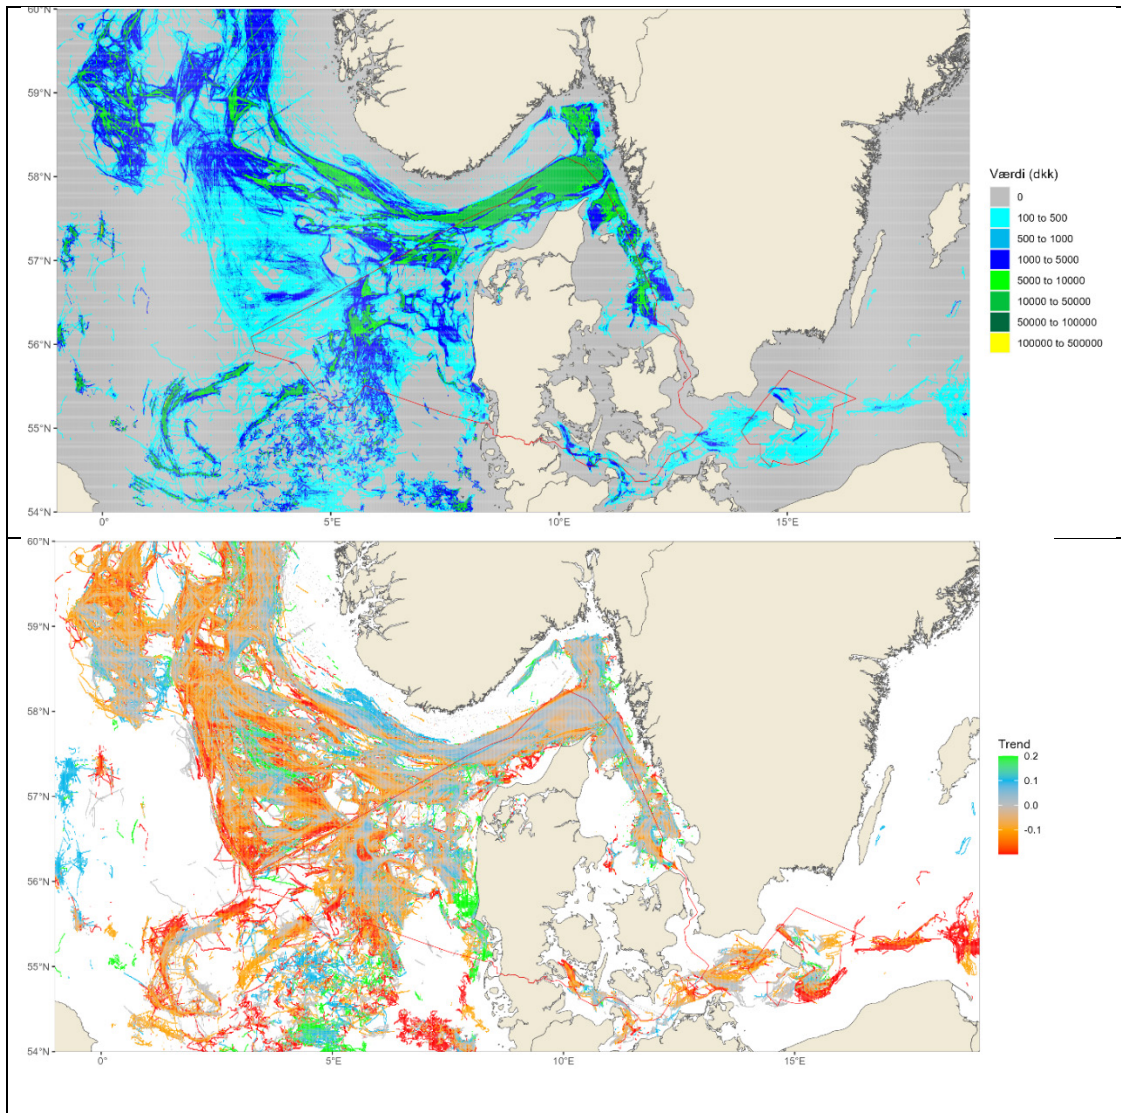 60°N
59°N
58°N
57°N
56°N
55°N
54°N
0°
5°E
10°E
15°E
Værdi (dkk)
0
100 to 500
500 to 1000
1000 to 5000
5000 to 10000
10000 to 50000
50000 to 100000
100000 to 500000
60°N
59°N
58°N
57°N
56°N
55°N
54°N
0°
5°E
10°E
15°E
Trend
0.2
0.1
0.0
-0.1